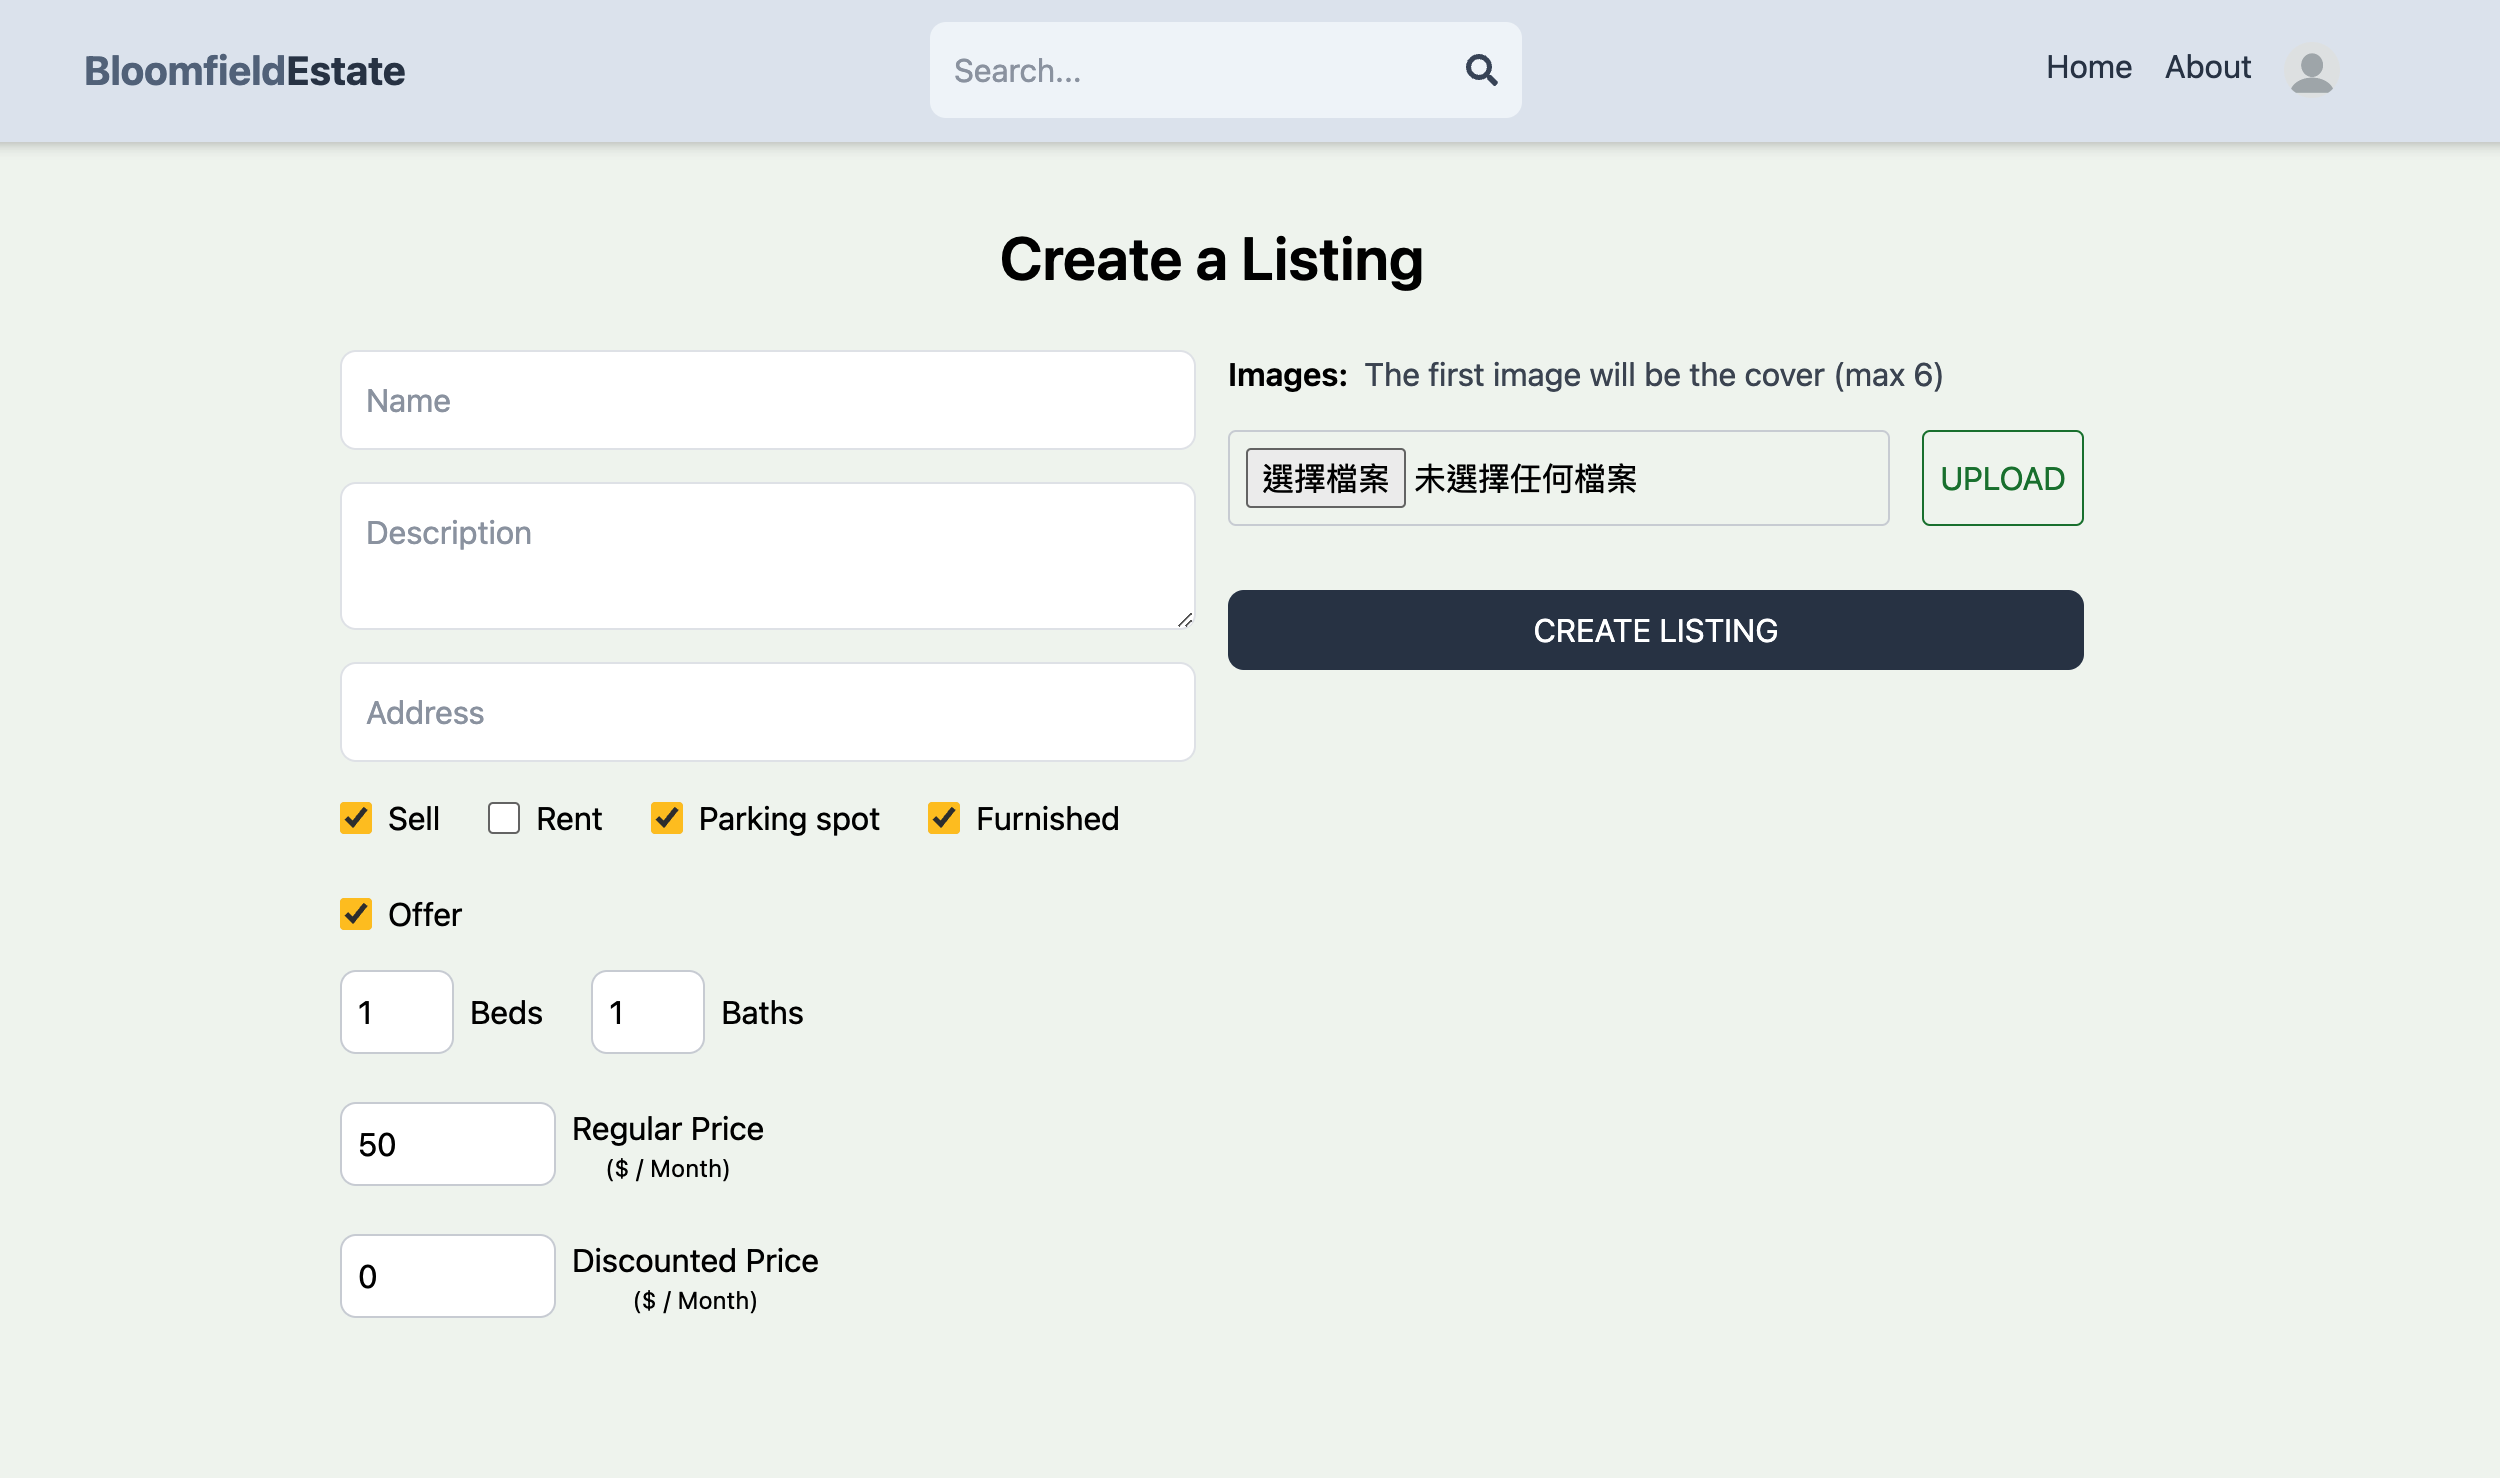 BloomfieldEstate
Search...
Home
About
Create a Listing
Name
Description
Address
Sell
Rent
Parking spot
Furnished
Offer
1
Beds
1
Baths
50
Regular Price
($ / Month)
0
Discounted Price
($ / Month)
Images: The first image will be the cover (max 6)
選擇檔案 未選擇任何檔案
UPLOAD
CREATE LISTING